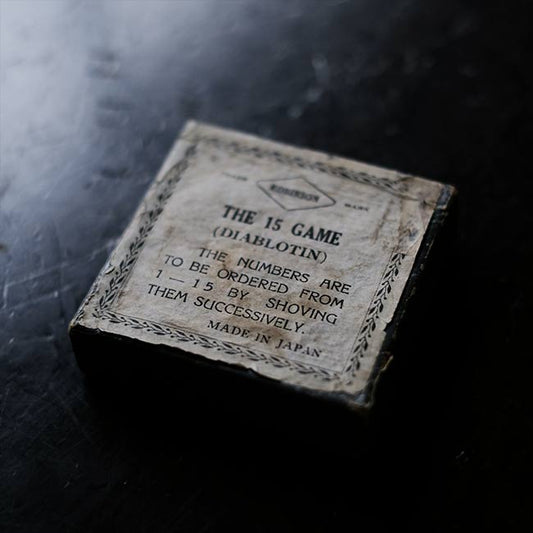 TRADE MARK
ROBINSON
THE 15 GAME
(DIABLOTIN)
THE NUMBERS ARE
TO BE ORDERED FROM
1 — 15 BY SHOVING
THEM SUCCESSIVELY.
MADE IN JAPAN